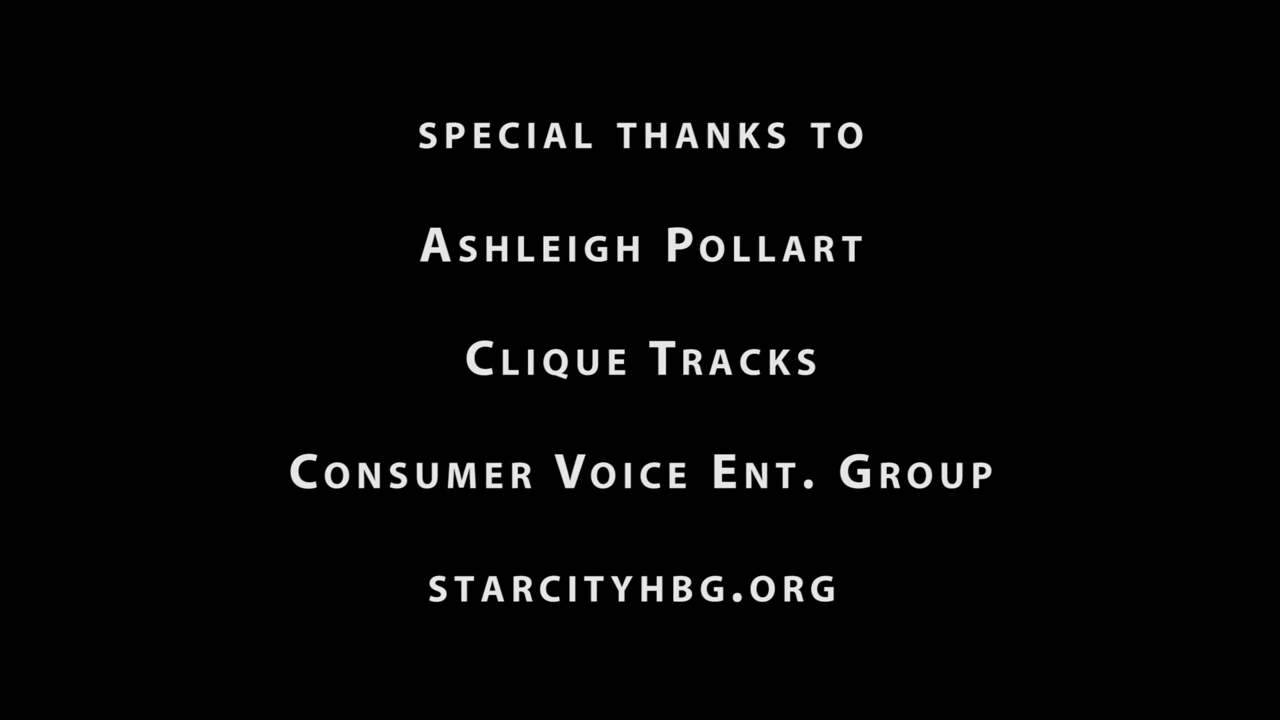 SPECIAL THANKS TO
ASHLEIGH POLLART
CLIQUE TRACKS
CONSUMER VOICE ENT. GROUP
STARCITYHBG.ORG